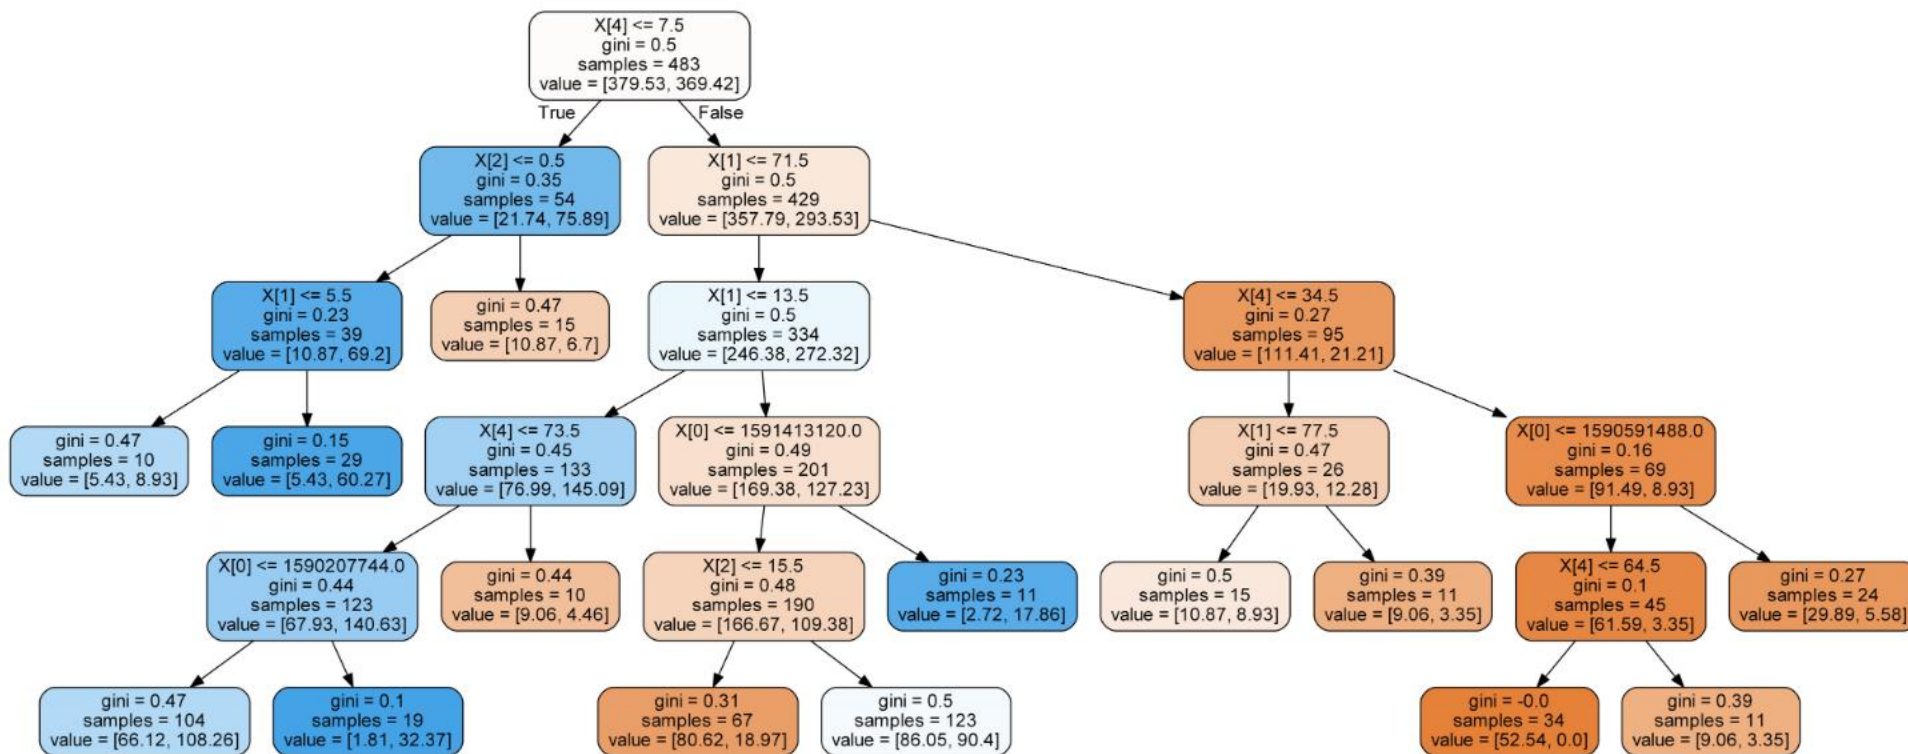 X[4] <= 7.5
gini = 0.5
samples = 483
value = [379.53, 369.42]
True
False
X[2] <= 0.5
gini = 0.35
samples = 54
value = [21.74, 75.89]
X[1] <= 71.5
gini = 0.5
samples = 429
value = [357.79, 293.53]
X[1] <= 5.5
gini = 0.23
samples = 39
value = [10.87, 69.2]
gini = 0.47
samples = 15
value = [10.87, 6.7]
X[1] <= 13.5
gini = 0.5
samples = 334
value = [246.38, 272.32]
X[4] <= 34.5
gini = 0.27
samples = 95
value = [111.41, 21.21]
gini = 0.47
samples = 10
value = [5.43, 8.93]
gini = 0.15
samples = 29
value = [5.43, 60.27]
X[4] <= 73.5
gini = 0.45
samples = 133
value = [76.99, 145.09]
X[0] <= 1591413120.0
gini = 0.49
samples = 201
value = [169.38, 127.23]
X[1] <= 77.5
gini = 0.47
samples = 26
value = [19.93, 12.28]
X[0] <= 1590591488.0
gini = 0.16
samples = 69
value = [91.49, 8.93]
X[0] <= 1590207744.0
gini = 0.44
samples = 123
value = [67.93, 140.63]
gini = 0.44
samples = 10
value = [9.06, 4.46]
X[2] <= 15.5
gini = 0.48
samples = 190
value = [166.67, 109.38]
gini = 0.23
samples = 11
value = [2.72, 17.86]
gini = 0.5
samples = 15
value = [10.87, 8.93]
gini = 0.39
samples = 11
value = [9.06, 3.35]
X[4] <= 64.5
gini = 0.1
samples = 45
value = [61.59, 3.35]
gini = 0.27
samples = 24
value = [29.89, 5.58]
gini = 0.47
samples = 104
value = [66.12, 108.26]
gini = 0.1
samples = 19
value = [1.81, 32.37]
gini = 0.31
samples = 67
value = [80.62, 18.97]
gini = 0.5
samples = 123
value = [86.05, 90.4]
gini = -0.0
samples = 34
value = [52.54, 0.0]
gini = 0.39
samples = 11
value = [9.06, 3.35]